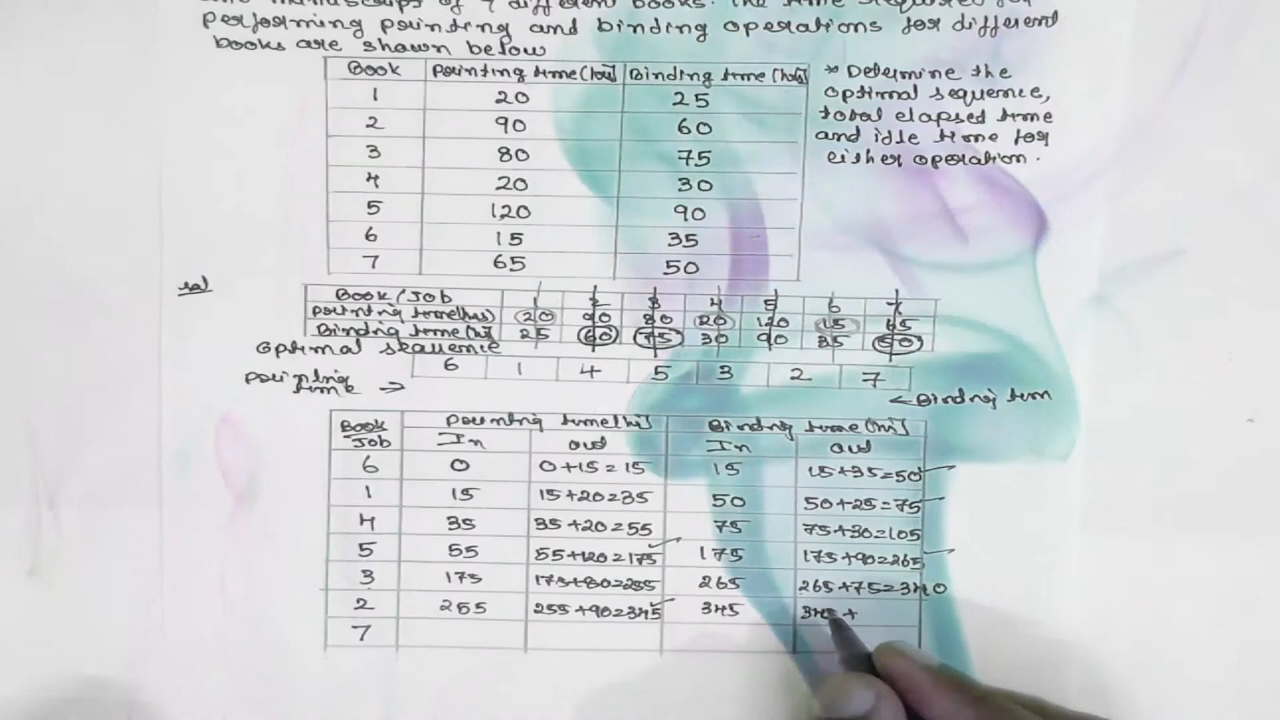 performing printing and binding operations for different
books are shown below
Book Printing time (hours) Binding time (hours)
1 20 25
2 90 60
3 80 75
4 20 30
5 120 90
6 15 35
7 65 50
* Determine the
optimal sequence,
total elapsed time
and idle time for
either operation.
sol
Book/Job 1 2 3 4 5 6 7
Printing time(hrs) 20 90 80 20 120 15 65
Binding time(hr) 25 60 75 30 90 35 50
Optimal sequence
6 1 4 5 3 2 7
printing
time →
← Binding time
Book
Job Printing time(hr) Binding time(hr)
In out In out
6 0 0+15=15 15 15+35=50
1 15 15+20=35 50 50+25=75
4 35 35+20=55 75 75+30=105
5 55 55+120=175 175 175+90=265
3 175 175+80=255 265 265+75=340
2 255 255+90=345 345 345+
7